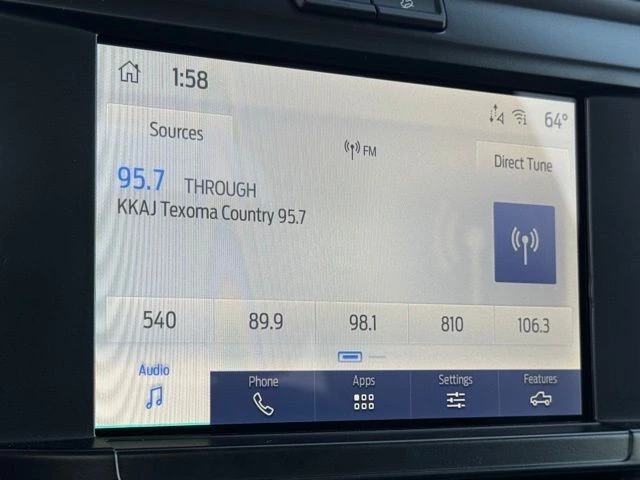 1:58
64°
Sources
FM
Direct Tune
95.7 THROUGH
KKAJ Texoma Country 95.7
540 89.9 98.1 810 106.3
Audio Phone Apps Settings Features